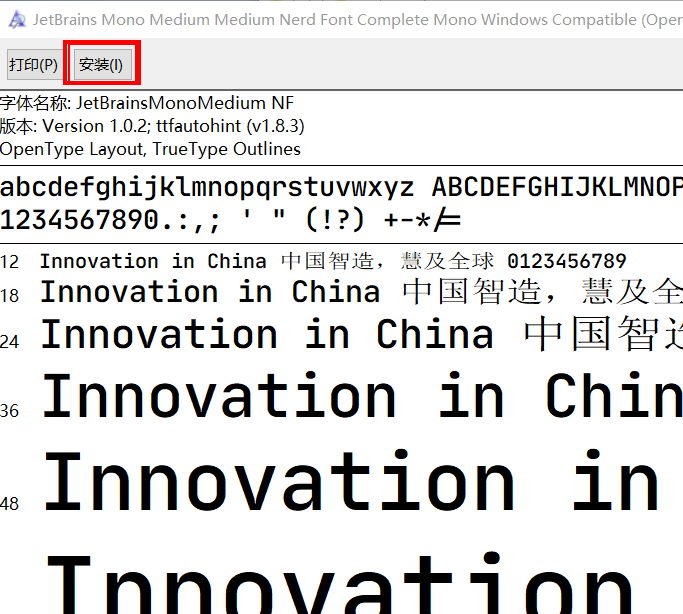 JetBrains Mono Medium Medium Nerd Font Complete Mono Windows Compatible (Open
打印(P) 安装(I)
字体名称: JetBrainsMonoMedium NF
版本: Version 1.0.2; ttfautohint (v1.8.3)
OpenType Layout, TrueType Outlines
abcdefghijklmnopqrstuvwxyz ABCDEFGHIJKLMNOP
1234567890.:,; ' " (!?) +-*/=
12 Innovation in China 中国智造，慧及全球 0123456789
18 Innovation in China 中国智造，慧及全
24 Innovation in China 中国智造
36 Innovation in Chin
48 Innovation in
Innovation